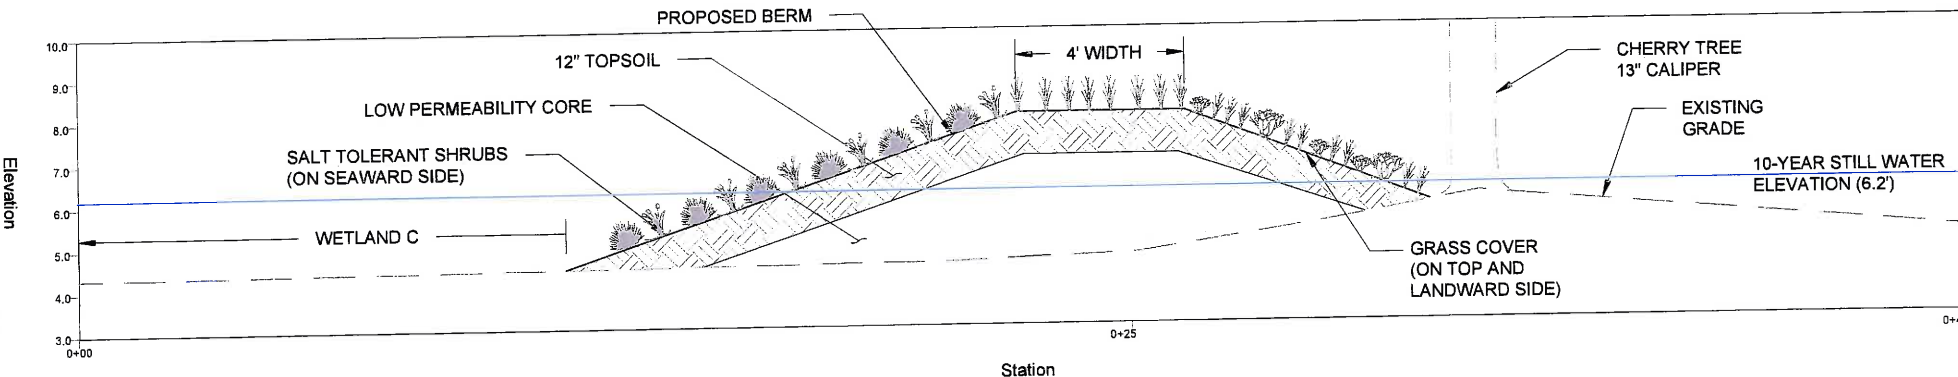 PROPOSED BERM
10.0
12" TOPSOIL
4' WIDTH
CHERRY TREE
13" CALIPER
9.0
LOW PERMEABILITY CORE
EXISTING
GRADE
8.0
SALT TOLERANT SHRUBS
(ON SEAWARD SIDE)
7.0
10-YEAR STILL WATER
ELEVATION (6.2')
Elevation
6.0
WETLAND C
5.0
GRASS COVER
(ON TOP AND
LANDWARD SIDE)
4.0
3.0
0+00
0+25
0+4
Station